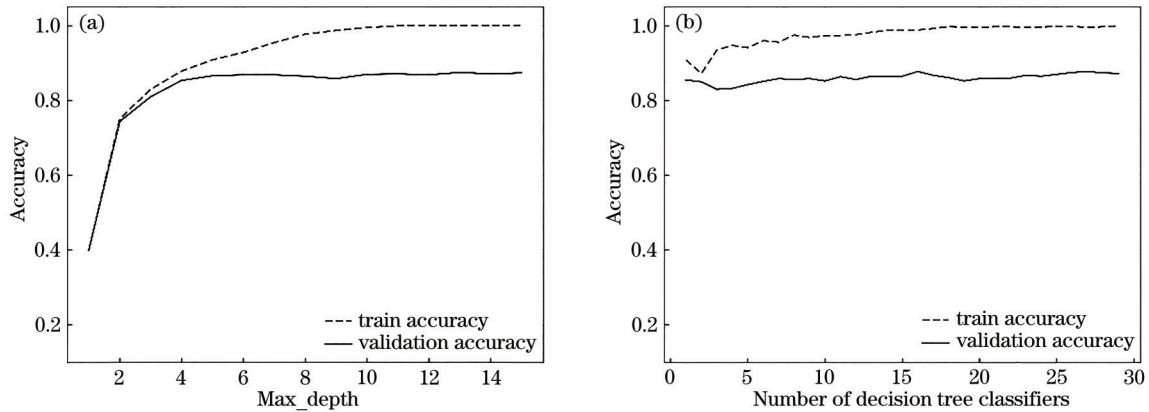 (a)
1.0
0.8
0.6
0.4
0.2
Accuracy
2 4 6 8 10 12 14
Max_depth
train accuracy
validation accuracy
(b)
1.0
0.8
0.6
0.4
0.2
Accuracy
0 5 10 15 20 25 30
Number of decision tree classifiers
train accuracy
validation accuracy